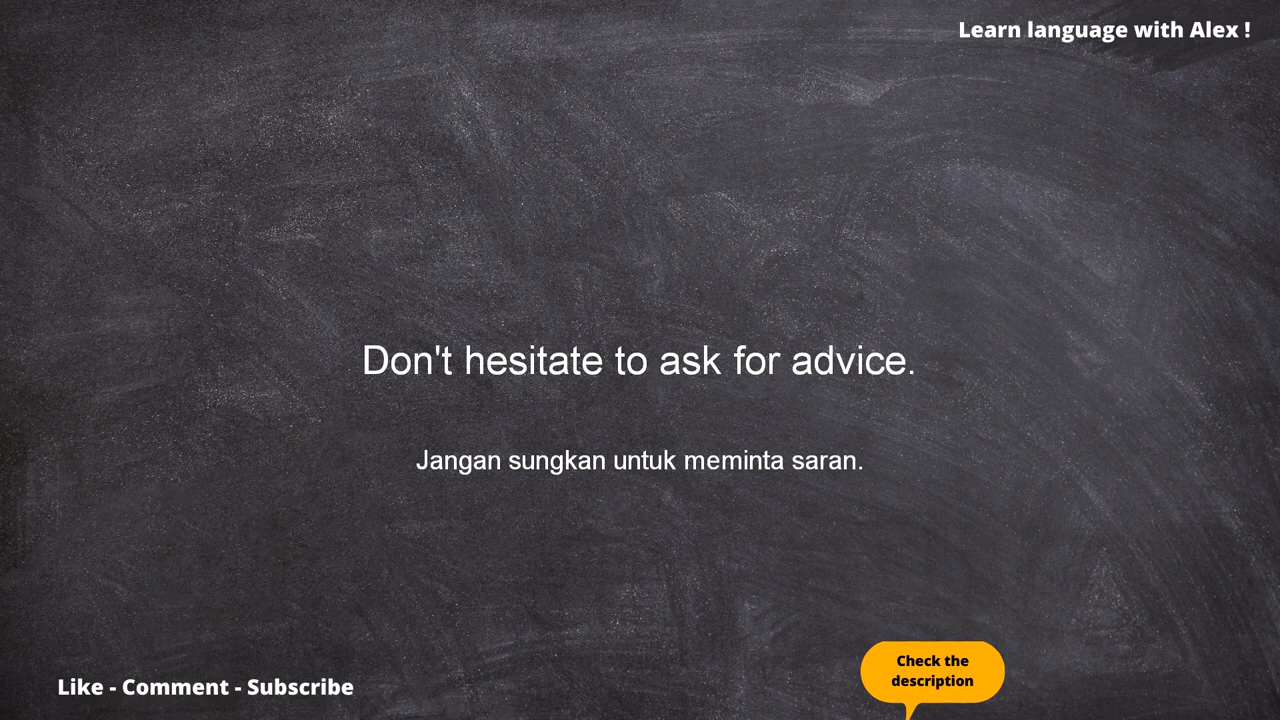 Learn language with Alex !
Don't hesitate to ask for advice.
Jangan sungkan untuk meminta saran.
Like - Comment - Subscribe
Check the
description